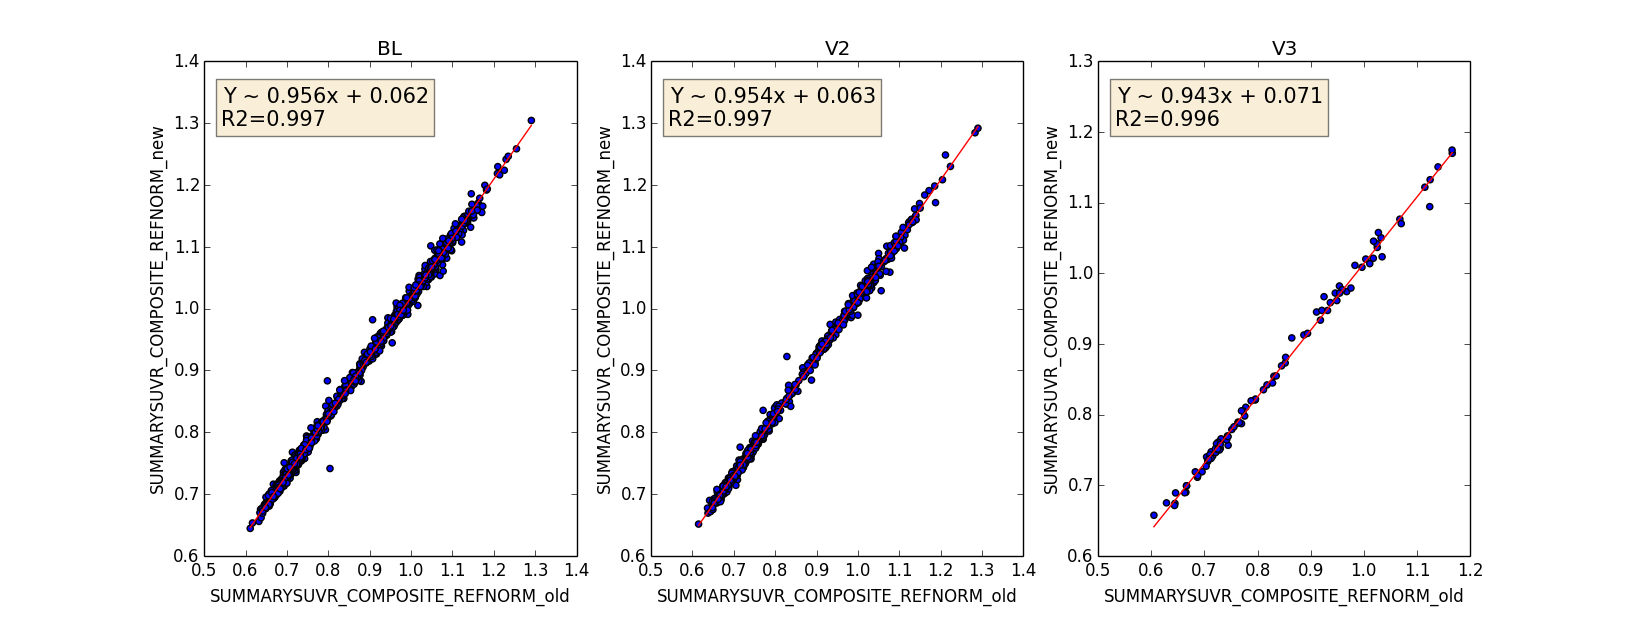 BL
Y ~ 0.956x + 0.062
R2=0.997
1.4
1.3
1.2
1.1
1.0
0.9
0.8
0.7
0.6
0.5 0.6 0.7 0.8 0.9 1.0 1.1 1.2 1.3 1.4
SUMMARYSUVR_COMPOSITE_REFNORM_new
SUMMARYSUVR_COMPOSITE_REFNORM_old
V2
Y ~ 0.954x + 0.063
R2=0.997
1.4
1.3
1.2
1.1
1.0
0.9
0.8
0.7
0.6
0.5 0.6 0.7 0.8 0.9 1.0 1.1 1.2 1.3 1.4
SUMMARYSUVR_COMPOSITE_REFNORM_new
SUMMARYSUVR_COMPOSITE_REFNORM_old
V3
Y ~ 0.943x + 0.071
R2=0.996
1.3
1.2
1.1
1.0
0.9
0.8
0.7
0.6
0.5 0.6 0.7 0.8 0.9 1.0 1.1 1.2
SUMMARYSUVR_COMPOSITE_REFNORM_new
SUMMARYSUVR_COMPOSITE_REFNORM_old